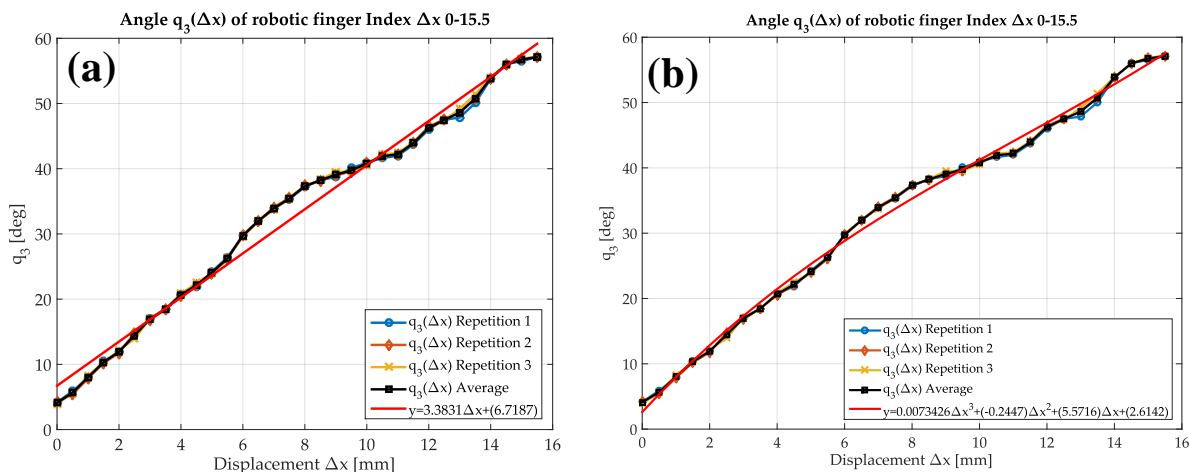 Angle q3(Δx) of robotic finger Index Δx 0-15.5
(a)
60
50
40
30
20
10
0
q3 [deg]
0 2 4 6 8 10 12 14 16
Displacement Δx [mm]
q3(Δx) Repetition 1
q3(Δx) Repetition 2
q3(Δx) Repetition 3
q3(Δx) Average
y=3.3831Δx+(6.7187)
Angle q3(Δx) of robotic finger Index Δx 0-15.5
(b)
60
50
40
30
20
10
0
q3 [deg]
0 2 4 6 8 10 12 14 16
Displacement Δx [mm]
q3(Δx) Repetition 1
q3(Δx) Repetition 2
q3(Δx) Repetition 3
q3(Δx) Average
y=0.0073426Δx³+(-0.2447)Δx²+(5.5716)Δx+(2.6142)